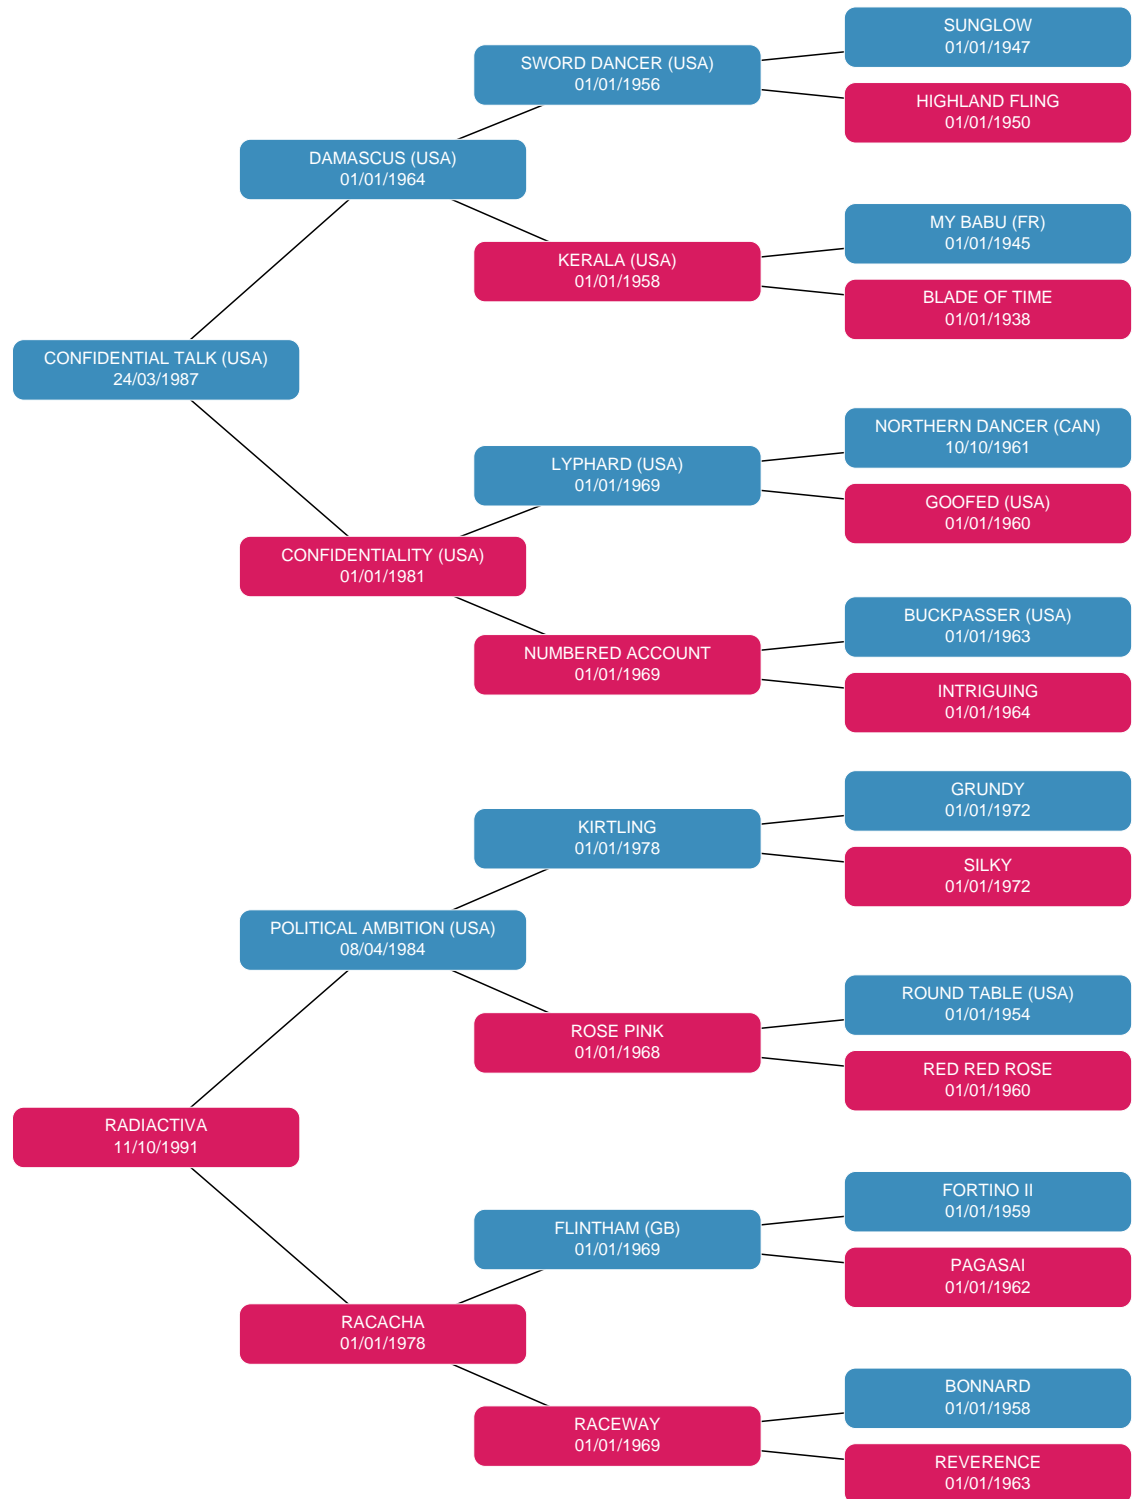 SUNGLOW
01/01/1947
SWORD DANCER (USA)
01/01/1956
HIGHLAND FLING
01/01/1950
DAMASCUS (USA)
01/01/1964
MY BABU (FR)
01/01/1945
KERALA (USA)
01/01/1958
BLADE OF TIME
01/01/1938
CONFIDENTIAL TALK (USA)
24/03/1987
NORTHERN DANCER (CAN)
10/10/1961
LYPHARD (USA)
01/01/1969
GOOFED (USA)
01/01/1960
CONFIDENTIALITY (USA)
01/01/1981
BUCKPASSER (USA)
01/01/1963
NUMBERED ACCOUNT
01/01/1969
INTRIGUING
01/01/1964
GRUNDY
01/01/1972
KIRTLING
01/01/1978
SILKY
01/01/1972
POLITICAL AMBITION (USA)
08/04/1984
ROUND TABLE (USA)
01/01/1954
ROSE PINK
01/01/1968
RED RED ROSE
01/01/1960
RADIACTIVA
11/10/1991
FORTINO II
01/01/1959
FLINTHAM (GB)
01/01/1969
PAGASAI
01/01/1962
RACACHA
01/01/1978
BONNARD
01/01/1958
RACEWAY
01/01/1969
REVERENCE
01/01/1963